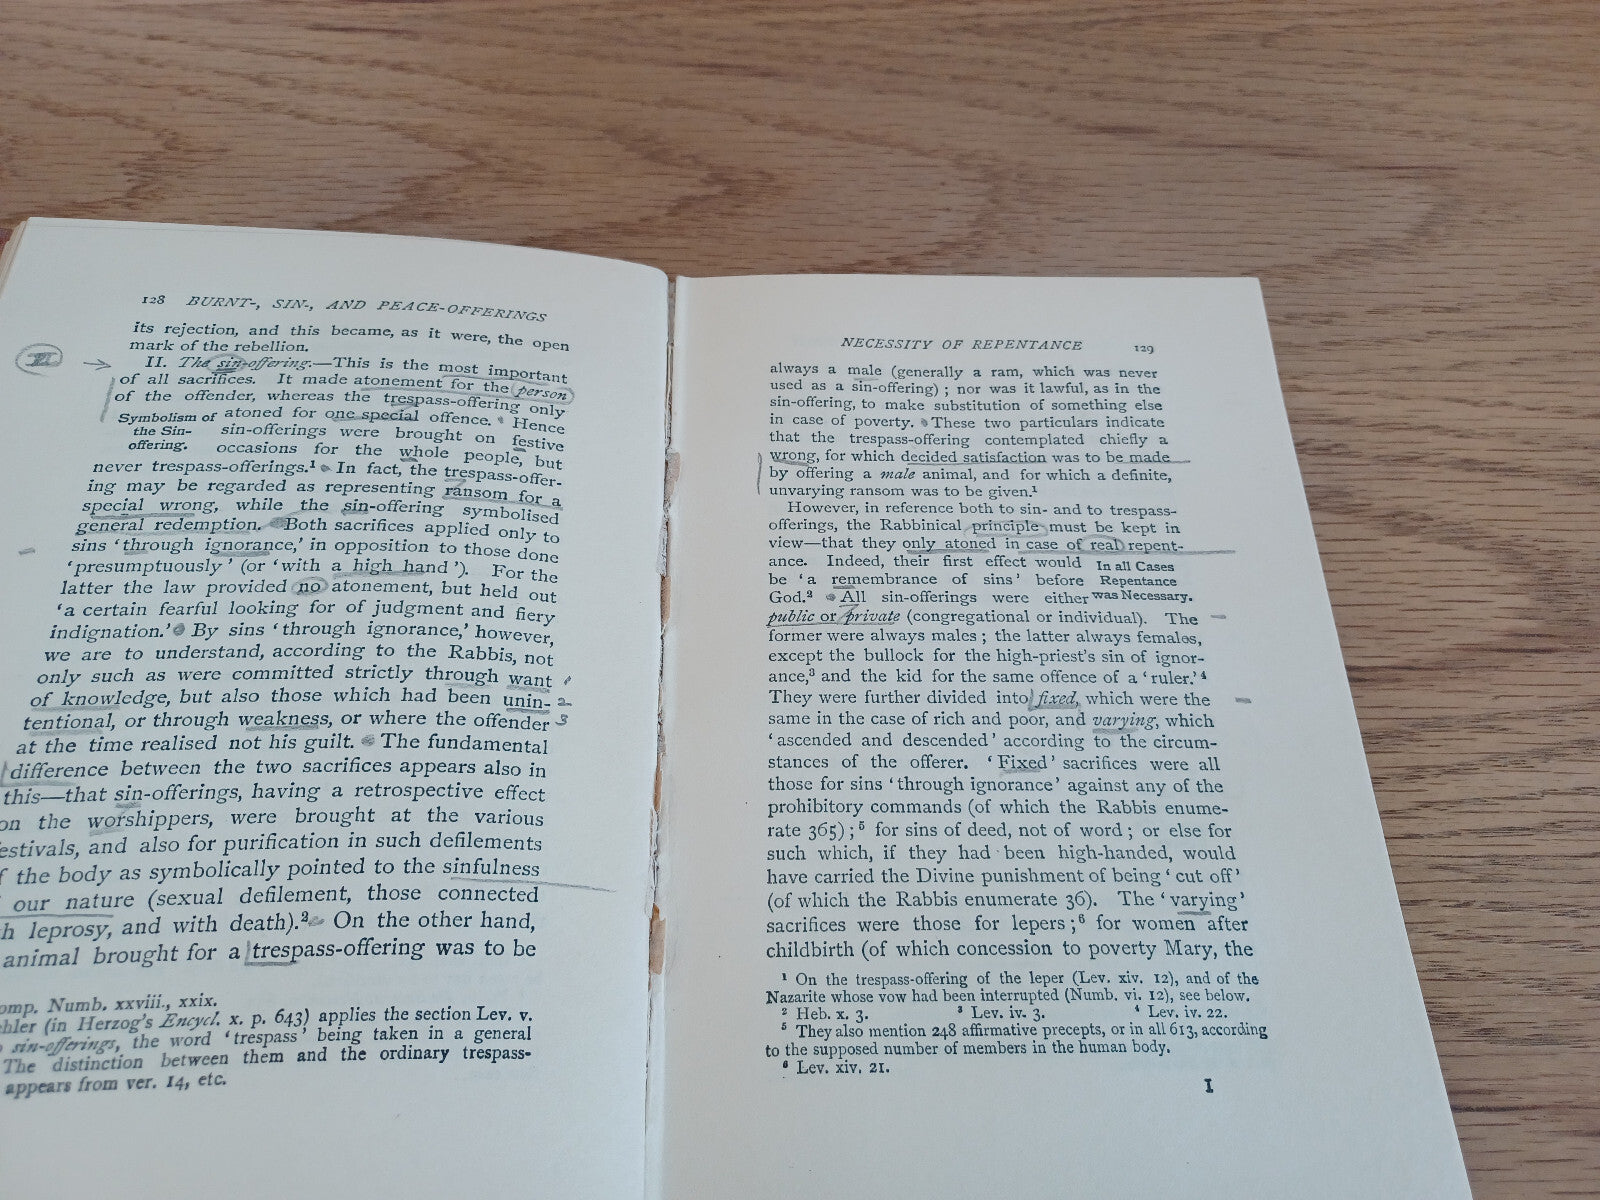 128 BURNT-, SIN-, AND PEACE-OFFERINGS
its rejection, and this became, as it were, the open
mark of the rebellion.
II. The sin-offering.—This is the most important
of all sacrifices. It made atonement for the person
of the offender, whereas the trespass-offering only
Symbolism of
the Sin-
offering.
atoned for one special offence. Hence
sin-offerings were brought on festive
occasions for the whole people, but
never trespass-offerings.¹ In fact, the trespass-offer-
ing may be regarded as representing ransom for a
special wrong, while the sin-offering symbolised
general redemption. Both sacrifices applied only to
sins ‘through ignorance,’ in opposition to those done
‘presumptuously’ (or ‘with a high hand’). For the
latter the law provided no atonement, but held out
‘a certain fearful looking for of judgment and fiery
indignation.’ By sins ‘through ignorance,’ however,
we are to understand, according to the Rabbis, not
only such as were committed strictly through want
of knowledge, but also those which had been unin-
tentional, or through weakness, or where the offender
at the time realised not his guilt. The fundamental
difference between the two sacrifices appears also in
this—that sin-offerings, having a retrospective effect
on the worshippers, were brought at the various
festivals, and also for purification in such defilements
of the body as symbolically pointed to the sinfulness
our nature (sexual defilement, those connected
leprosy, and with death).² On the other hand,
animal brought for a trespass-offering was to be
Numb. xxviii., xxix.
(in Herzog's Encycl. x. p. 643) applies the section Lev. v.
sin-offerings, the word ‘trespass’ being taken in a general
The distinction between them and the ordinary trespass-
appears from ver. 14, etc.
III
2
3
NECESSITY OF REPENTANCE 129
always a male (generally a ram, which was never
used as a sin-offering); nor was it lawful, as in the
sin-offering, to make substitution of something else
in case of poverty. These two particulars indicate
that the trespass-offering contemplated chiefly a
wrong, for which decided satisfaction was to be made
by offering a male animal, and for which a definite,
unvarying ransom was to be given.¹
However, in reference both to sin- and to trespass-
offerings, the Rabbinical principle must be kept in
view—that they only atoned in case of real repent-
ance. Indeed, their first effect would
be ‘a remembrance of sins’ before
God.² All sin-offerings were either
In all Cases
Repentance
was Necessary.
public or private (congregational or individual). The
former were always males; the latter always females,
except the bullock for the high-priest's sin of ignor-
ance,³ and the kid for the same offence of a ‘ruler.’⁴
They were further divided into fixed, which were the
same in the case of rich and poor, and varying, which
‘ascended and descended’ according to the circum-
stances of the offerer. ‘Fixed’ sacrifices were all
those for sins ‘through ignorance’ against any of the
prohibitory commands (of which the Rabbis enume-
rate 365);⁵ for sins of deed, not of word; or else for
such which, if they had been high-handed, would
have carried the Divine punishment of being ‘cut off’
(of which the Rabbis enumerate 36). The ‘varying’
sacrifices were those for lepers;⁶ for women after
childbirth (of which concession to poverty Mary, the
¹ On the trespass-offering of the leper (Lev. xiv. 12), and of the
Nazarite whose vow had been interrupted (Numb. vi. 12), see below.
² Heb. x. 3. ³ Lev. iv. 3. ⁴ Lev. iv. 22.
⁵ They also mention 248 affirmative precepts, or in all 613, according
to the supposed number of members in the human body.
⁶ Lev. xiv. 21.
I